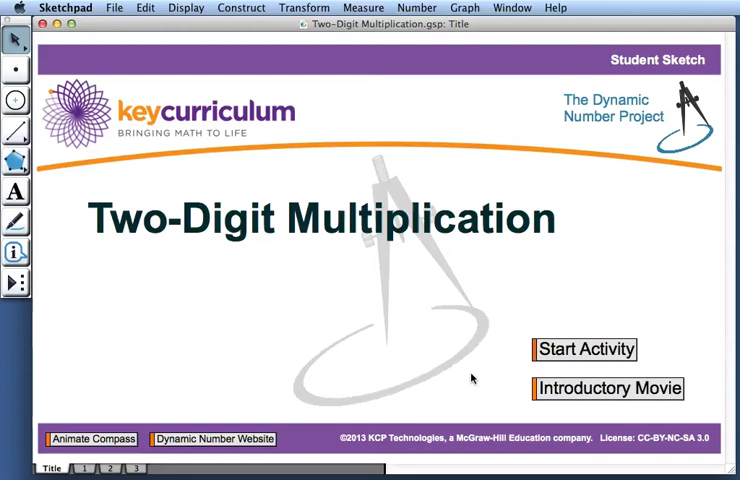 Sketchpad File Edit Display Construct Transform Measure Number Graph Window Help
Two-Digit Multiplication.gsp: Title
Student Sketch
keycurriculum
BRINGING MATH TO LIFE
The Dynamic
Number Project
Two-Digit Multiplication
Start Activity
Introductory Movie
Animate Compass
Dynamic Number Website
©2013 KCP Technologies, a McGraw-Hill Education company. License: CC-BY-NC-SA 3.0
A
Title 1 2 3